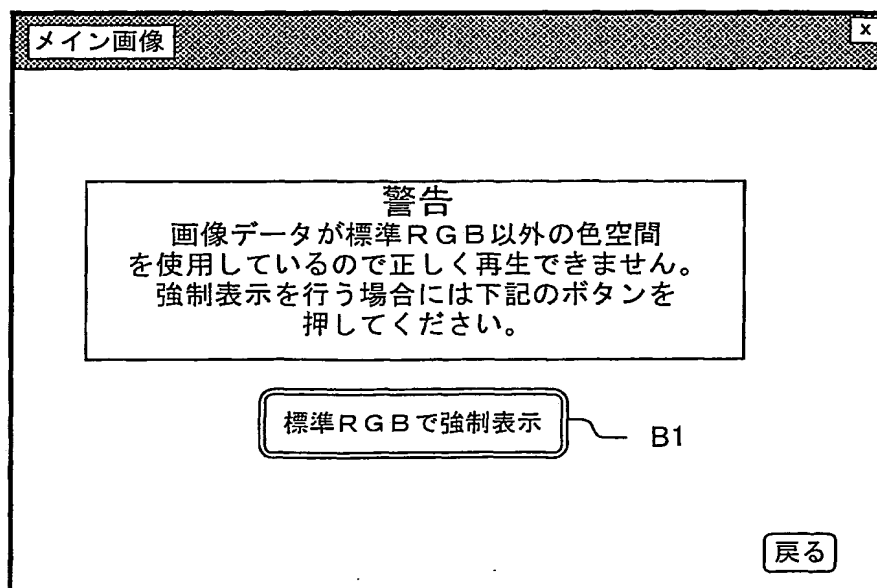 メイン画像
x
警告
画像データが標準RGB以外の色空間
を使用しているので正しく再生できません。
強制表示を行う場合には下記のボタンを
押してください。
標準RGBで強制表示
B1
戻る